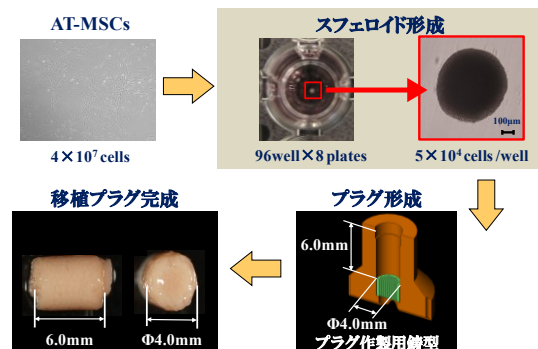 AT-MSCs
スフェロイド形成
100μm
4×10⁷ cells
96well×8 plates
5×10⁴ cells/well
移植プラグ完成
プラグ形成
6.0mm
Φ4.0mm
6.0mm
Φ4.0mm
プラグ作製用鋳型